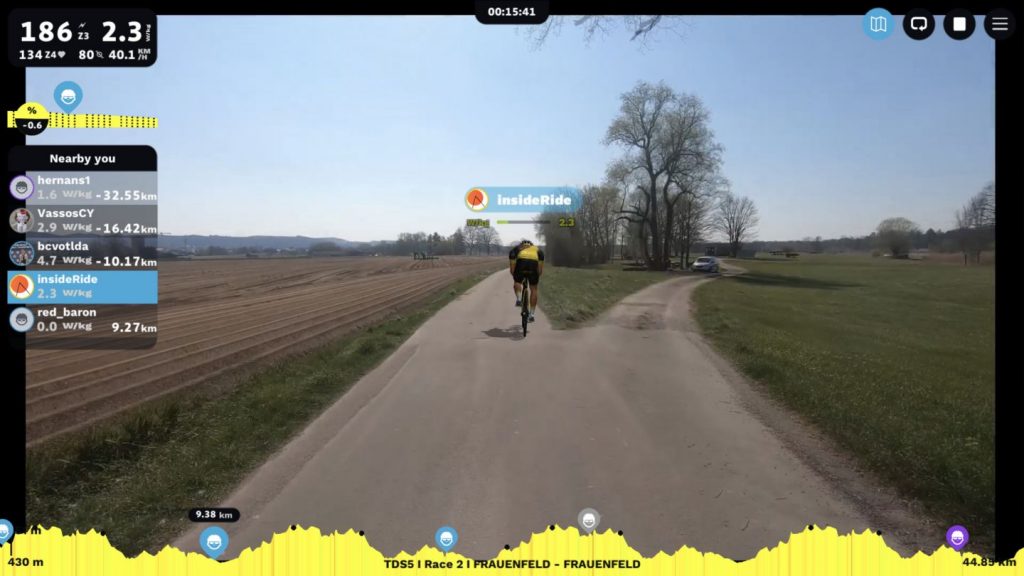 00:15:41
186 Z3 2.3 W/kg
134 Z4 80 40.1 KM/H
%
-0.6
Nearby you
hernans1
1.6 W/kg -32.55km
VassosCY
2.9 W/kg -16.42km
bcvotlda
4.7 W/kg -10.17km
insideRide
2.3 W/kg
red_baron
0.0 W/kg 9.27km
insideRide
W/kg 2.3
9.38 km
m
430 m
TDS5 I Race 2 I FRAUENFELD - FRAUENFELD
44.85 km